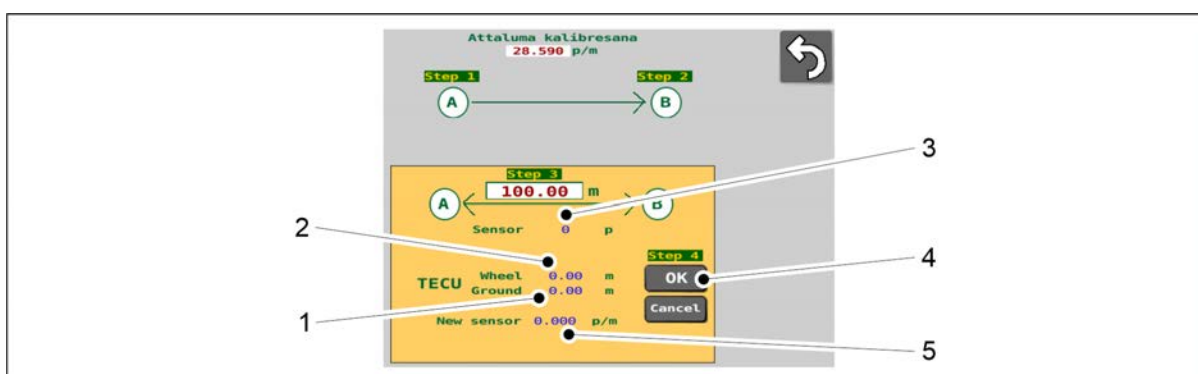 Attaluma kalibresana
28.590 p/m
Step 1
Step 2
A
B
Step 3
100.00 m
A
B
Sensor 0 p
Step 4
TECU
Wheel 0.00 m
Ground 0.00 m
OK
Cancel
New sensor 0.000 p/m
1
2
3
4
5